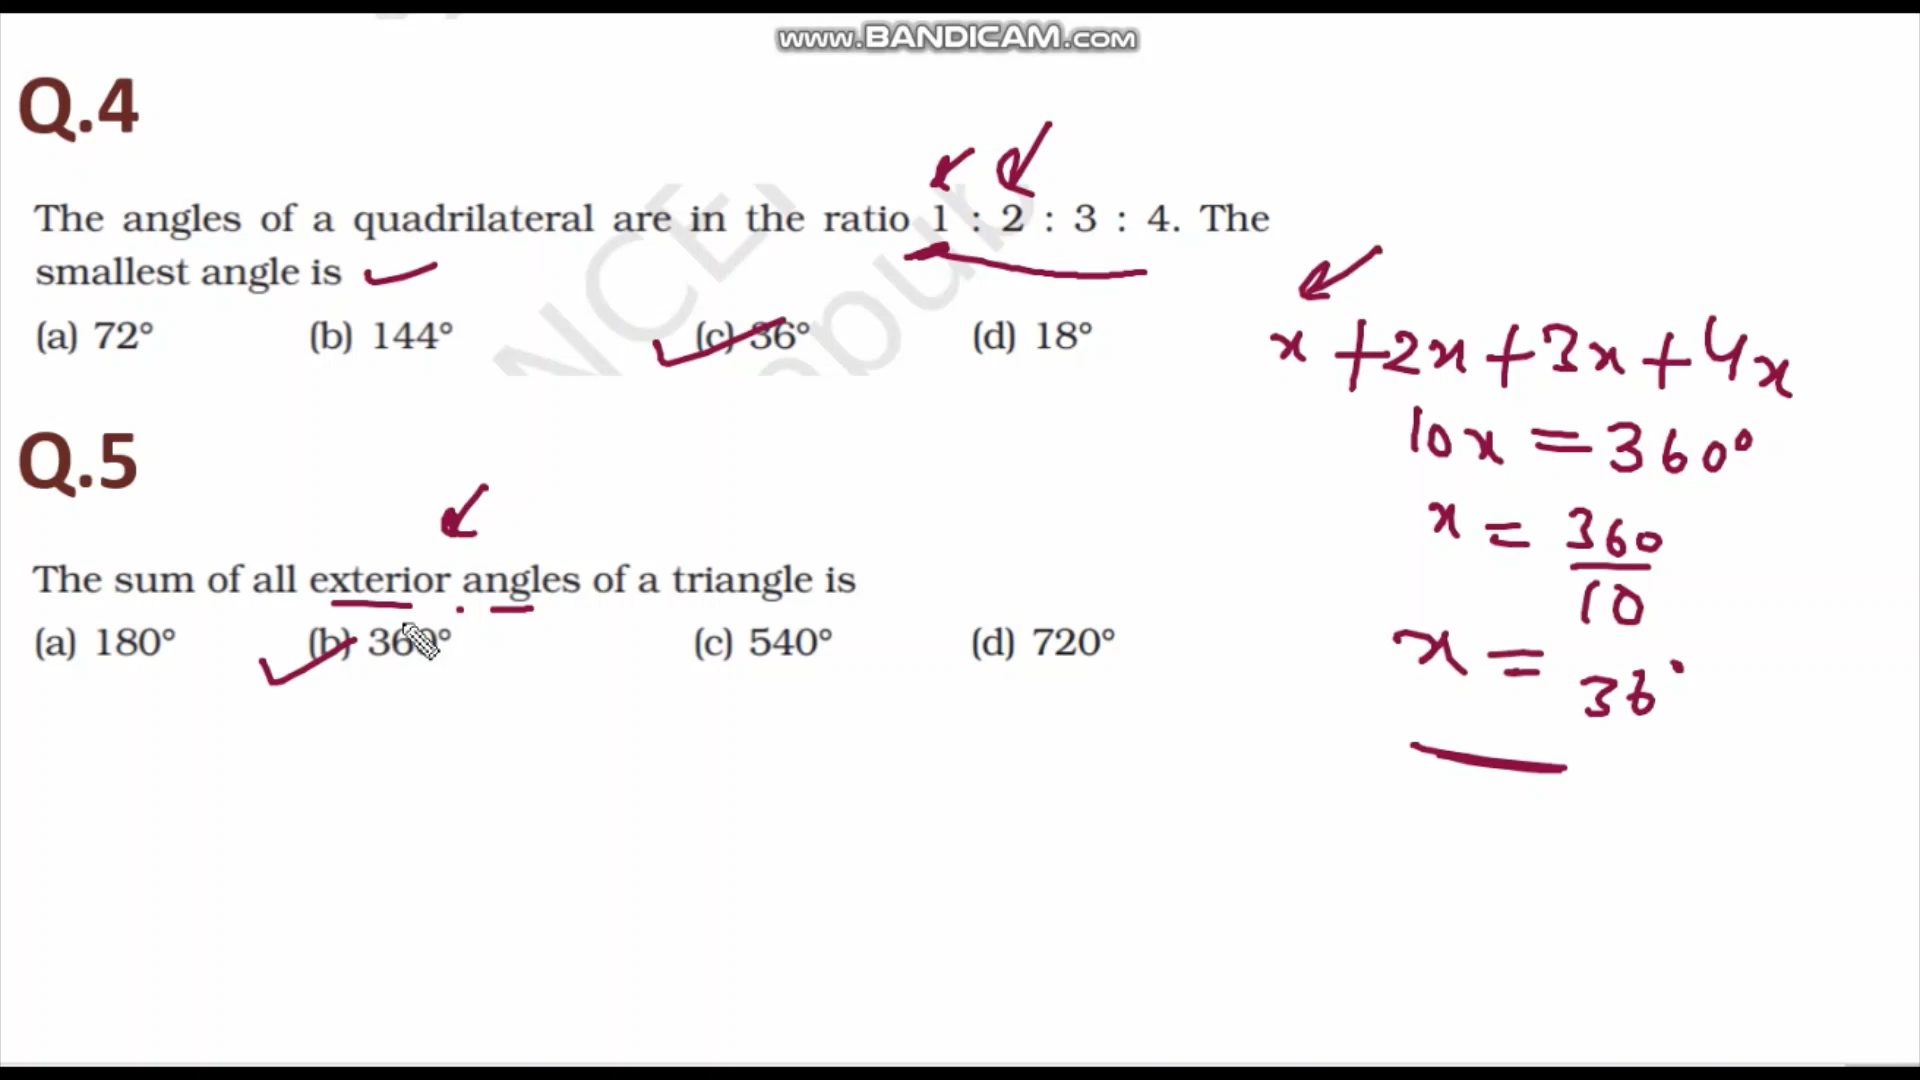 www.BANDICAM.com
Q.4
The angles of a quadrilateral are in the ratio 1 : 2 : 3 : 4. The
smallest angle is
(a) 72° (b) 144° (c) 36° (d) 18°
Q.5
The sum of all exterior angles of a triangle is
(a) 180° (b) 360° (c) 540° (d) 720°
x + 2x + 3x + 4x
10x = 360°
x = 360
10
x = 36°